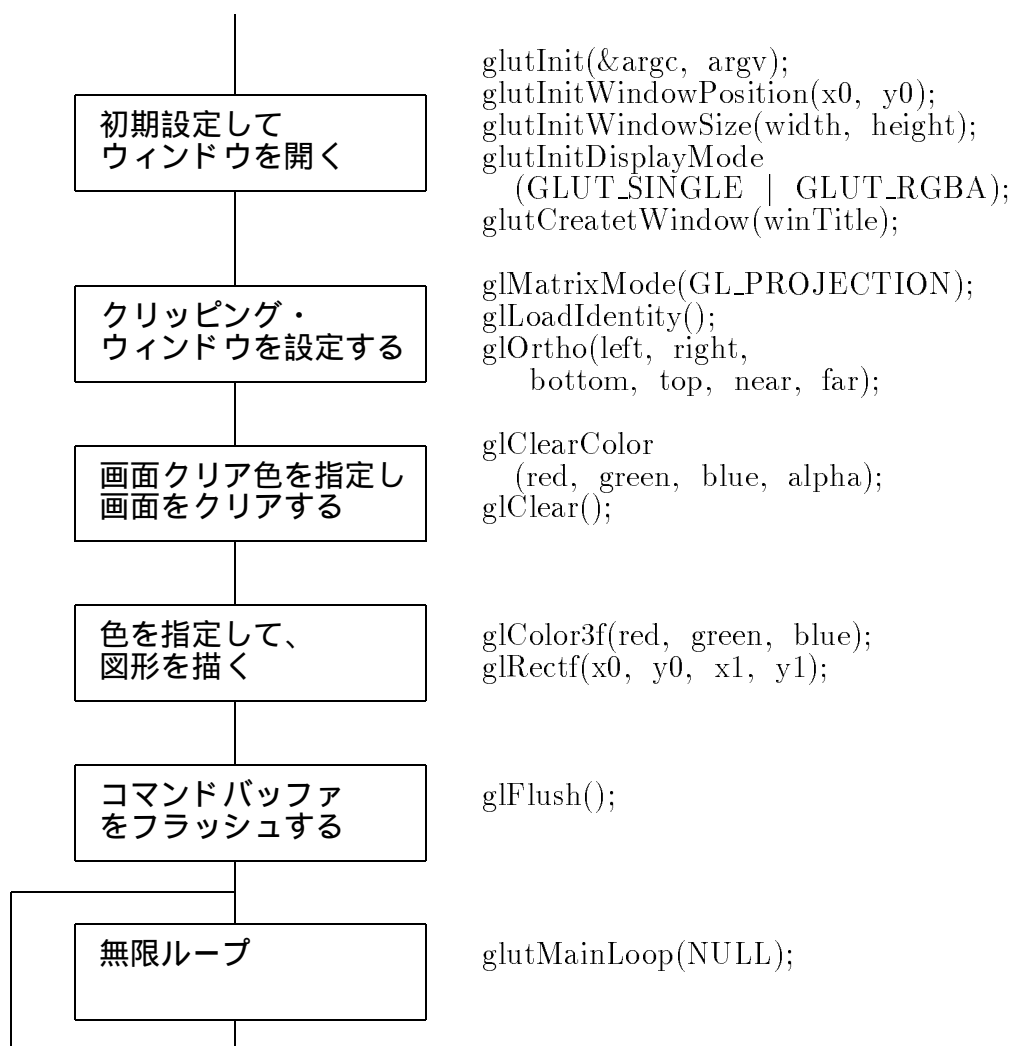 初期設定して
ウィンドウを開く
glutInit(&argc, argv);
glutInitWindowPosition(x0, y0);
glutInitWindowSize(width, height);
glutInitDisplayMode
(GLUT_SINGLE | GLUT_RGBA);
glutCreatetWindow(winTitle);
クリッピング・
ウィンドウを設定する
glMatrixMode(GL_PROJECTION);
glLoadIdentity();
glOrtho(left, right,
bottom, top, near, far);
画面クリア色を指定し
画面をクリアする
glClearColor
(red, green, blue, alpha);
glClear();
色を指定して、
図形を描く
glColor3f(red, green, blue);
glRectf(x0, y0, x1, y1);
コマンドバッファ
をフラッシュする
glFlush();
無限ループ
glutMainLoop(NULL);